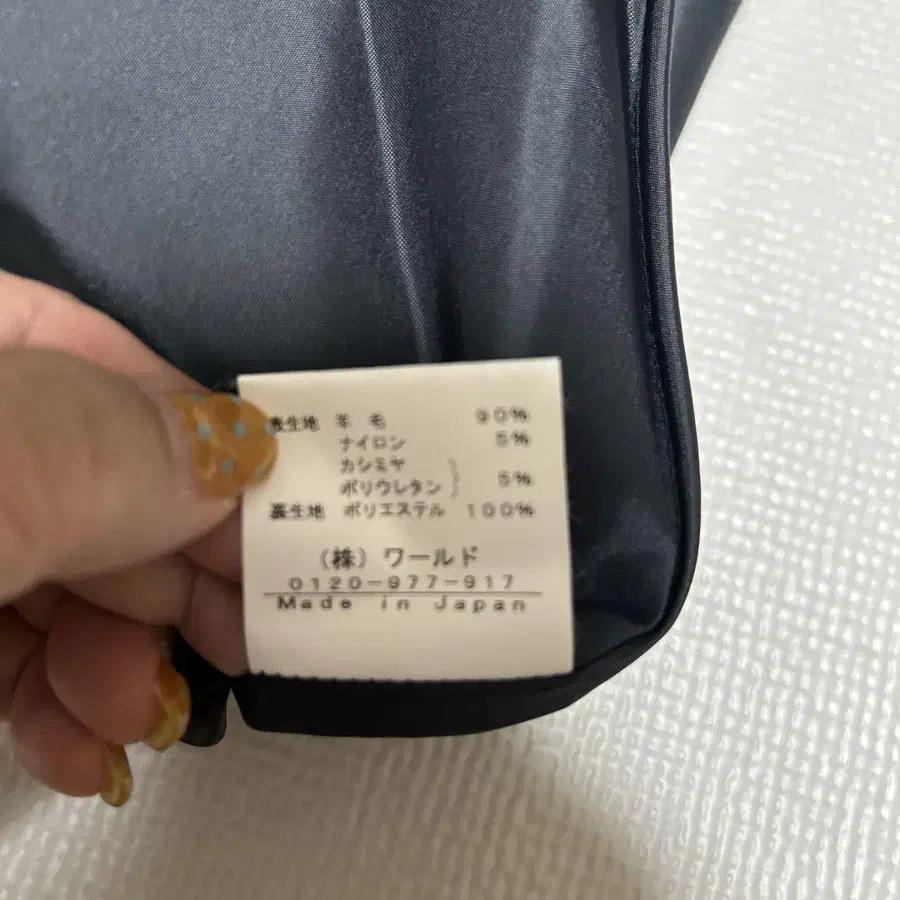 表生地 羊毛 90%
ナイロン 5%
カシミヤ
ポリウレタン } 5%
裏生地 ポリエステル 100%
(株)ワールド
0120-977-917
Made in Japan